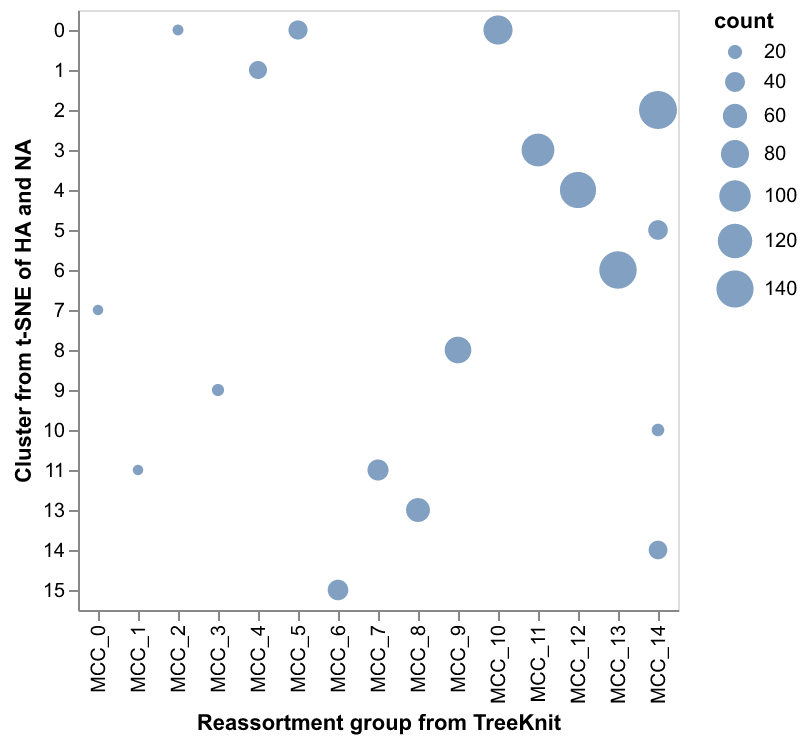 Cluster from t-SNE of HA and NA
0
1
2
3
4
5
6
7
8
9
10
11
13
14
15
MCC_0
MCC_1
MCC_2
MCC_3
MCC_4
MCC_5
MCC_6
MCC_7
MCC_8
MCC_9
MCC_10
MCC_11
MCC_12
MCC_13
MCC_14
Reassortment group from TreeKnit
count
20
40
60
80
100
120
140